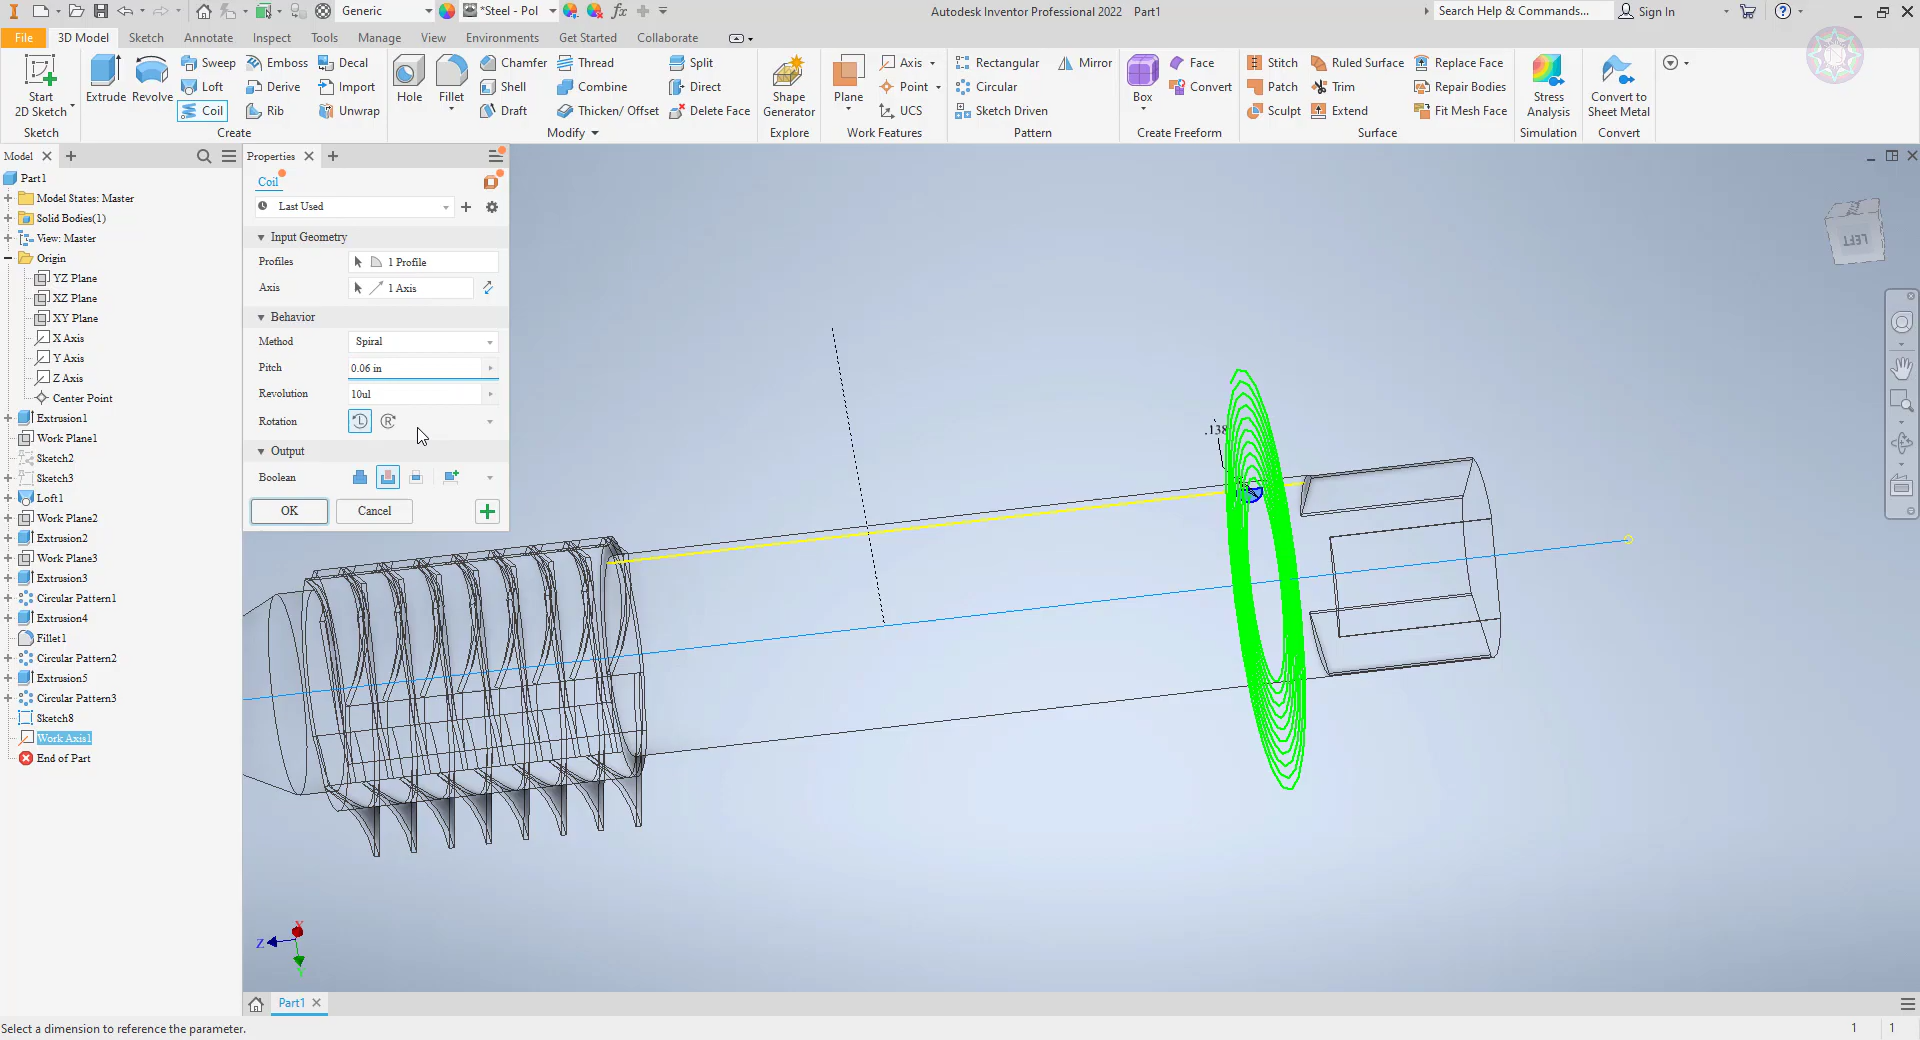 Generic
*Steel - Pol
Autodesk Inventor Professional 2022 Part1
Search Help & Commands...
Sign In
File 3D Model Sketch Annotate Inspect Tools Manage View Environments Get Started Collaborate
Start
2D Sketch
Extrude
Revolve
Sweep
Loft
Coil
Emboss
Derive
Rib
Decal
Import
Unwrap
Hole
Fillet
Chamfer
Shell
Draft
Thread
Combine
Thicken/ Offset
Split
Direct
Delete Face
Shape
Generator
Plane
Axis
Point
UCS
Rectangular
Circular
Sketch Driven
Mirror
Box
Face
Convert
Stitch
Patch
Sculpt
Ruled Surface
Trim
Extend
Replace Face
Repair Bodies
Fit Mesh Face
Stress
Analysis
Convert to
Sheet Metal
Sketch Create Modify Explore Work Features Pattern Create Freeform Surface Simulation Convert
Model
Part1
Model States: Master
Solid Bodies(1)
View: Master
Origin
YZ Plane
XZ Plane
XY Plane
X Axis
Y Axis
Z Axis
Center Point
Extrusion1
Work Plane1
Sketch2
Sketch3
Loft1
Work Plane2
Extrusion2
Work Plane3
Extrusion3
Circular Pattern1
Extrusion4
Fillet1
Circular Pattern2
Extrusion5
Circular Pattern3
Sketch8
Work Axis1
End of Part
Properties
Coil
Last Used
Input Geometry
Profiles 1 Profile
Axis 1 Axis
Behavior
Method Spiral
Pitch 0.06 in
Revolution 10ul
Rotation
Output
Boolean
OK Cancel
.138
LEFT
X
Z
Y
Part1
Select a dimension to reference the parameter.
1 1